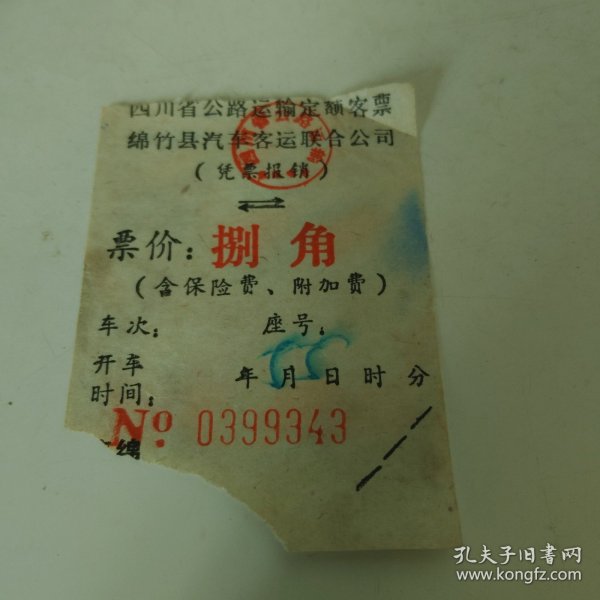 四川省公路运输定额客票
绵竹县汽车客运联合公司
（凭票报销）
票价：捌角
（含保险费、附加费）
车次： 座号：
开车
时间： 年月日时分
№ 0399343
绵
孔夫子旧书网
www.kongfz.com